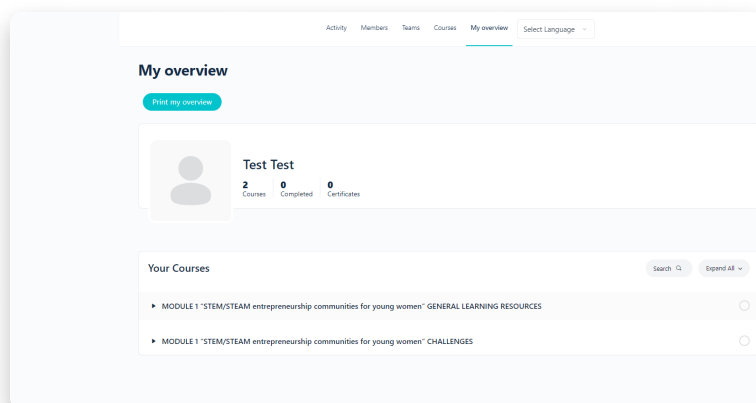 Activity Members Teams Courses My overview Select Language
My overview
Print my overview
Test Test
2 0 0
Courses Completed Certificates
Your Courses Search Expand All
MODULE 1 "STEM/STEAM entrepreneurship communities for young women" GENERAL LEARNING RESOURCES
MODULE 1 "STEM/STEAM entrepreneurship communities for young women" CHALLENGES